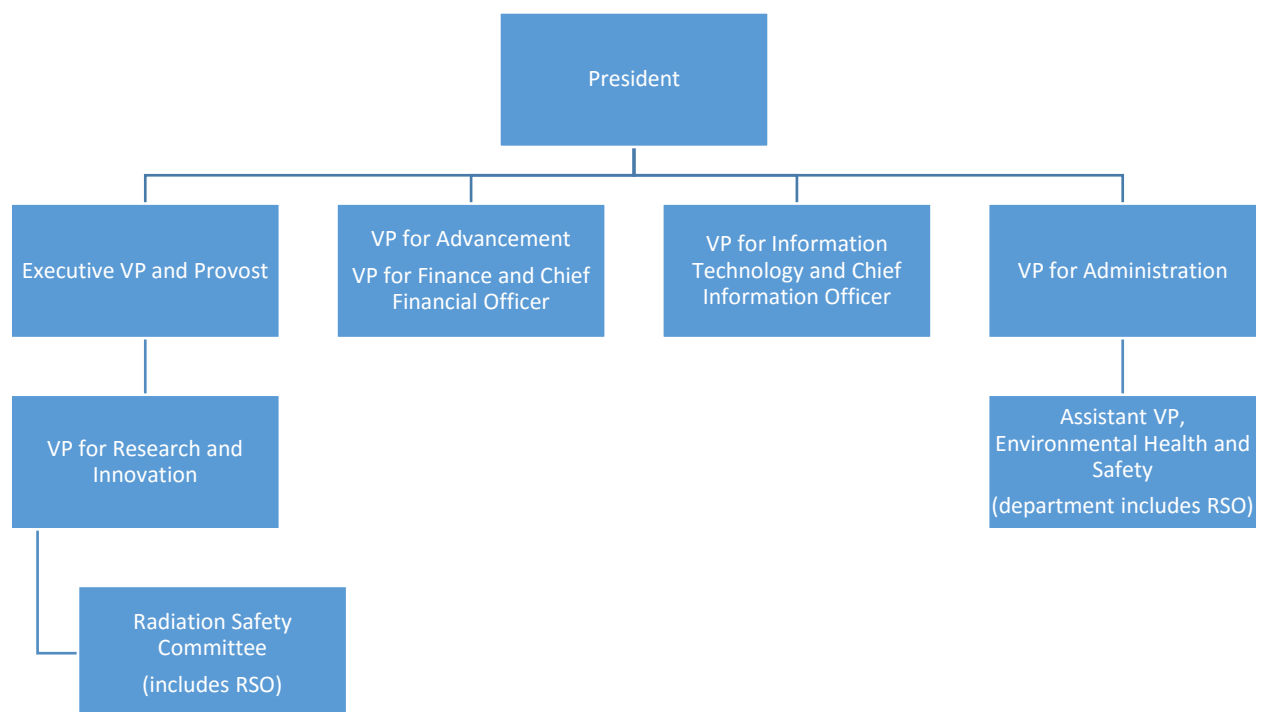 President
Executive VP and Provost
VP for Advancement
VP for Finance and Chief
Financial Officer
VP for Information
Technology and Chief
Information Officer
VP for Administration
VP for Research and
Innovation
Assistant VP,
Environmental Health and
Safety
(department includes RSO)
Radiation Safety
Committee
(includes RSO)